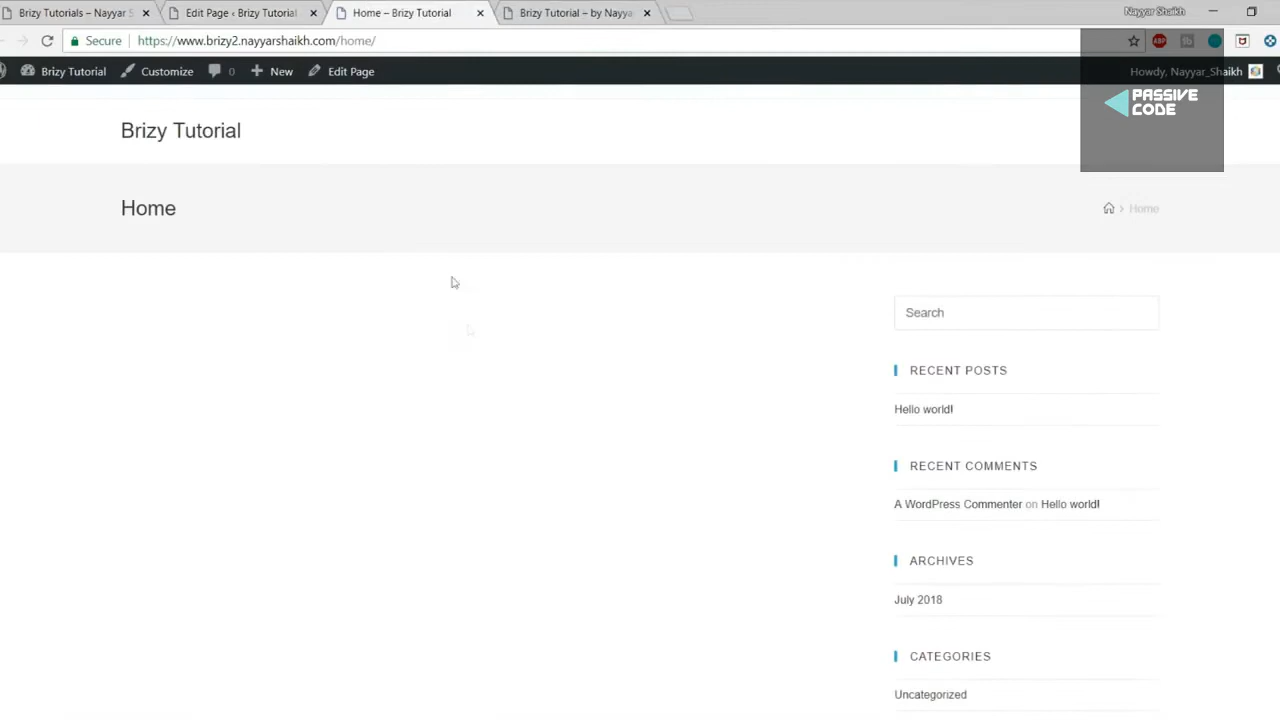 Brizy Tutorials – Nayyar S
Edit Page ‹ Brizy Tutorial
Home – Brizy Tutorial
Brizy Tutorial – by Nayya
Nayyar Shaikh
Secure
https://www.brizy2.nayyarshaikh.com/home/
ABP
Brizy Tutorial
Customize
0
New
Edit Page
Howdy, Nayyar_Shaikh
PASSIVE
CODE
Brizy Tutorial
Home
Home
Search
RECENT POSTS
Hello world!
RECENT COMMENTS
A WordPress Commenter on Hello world!
ARCHIVES
July 2018
CATEGORIES
Uncategorized